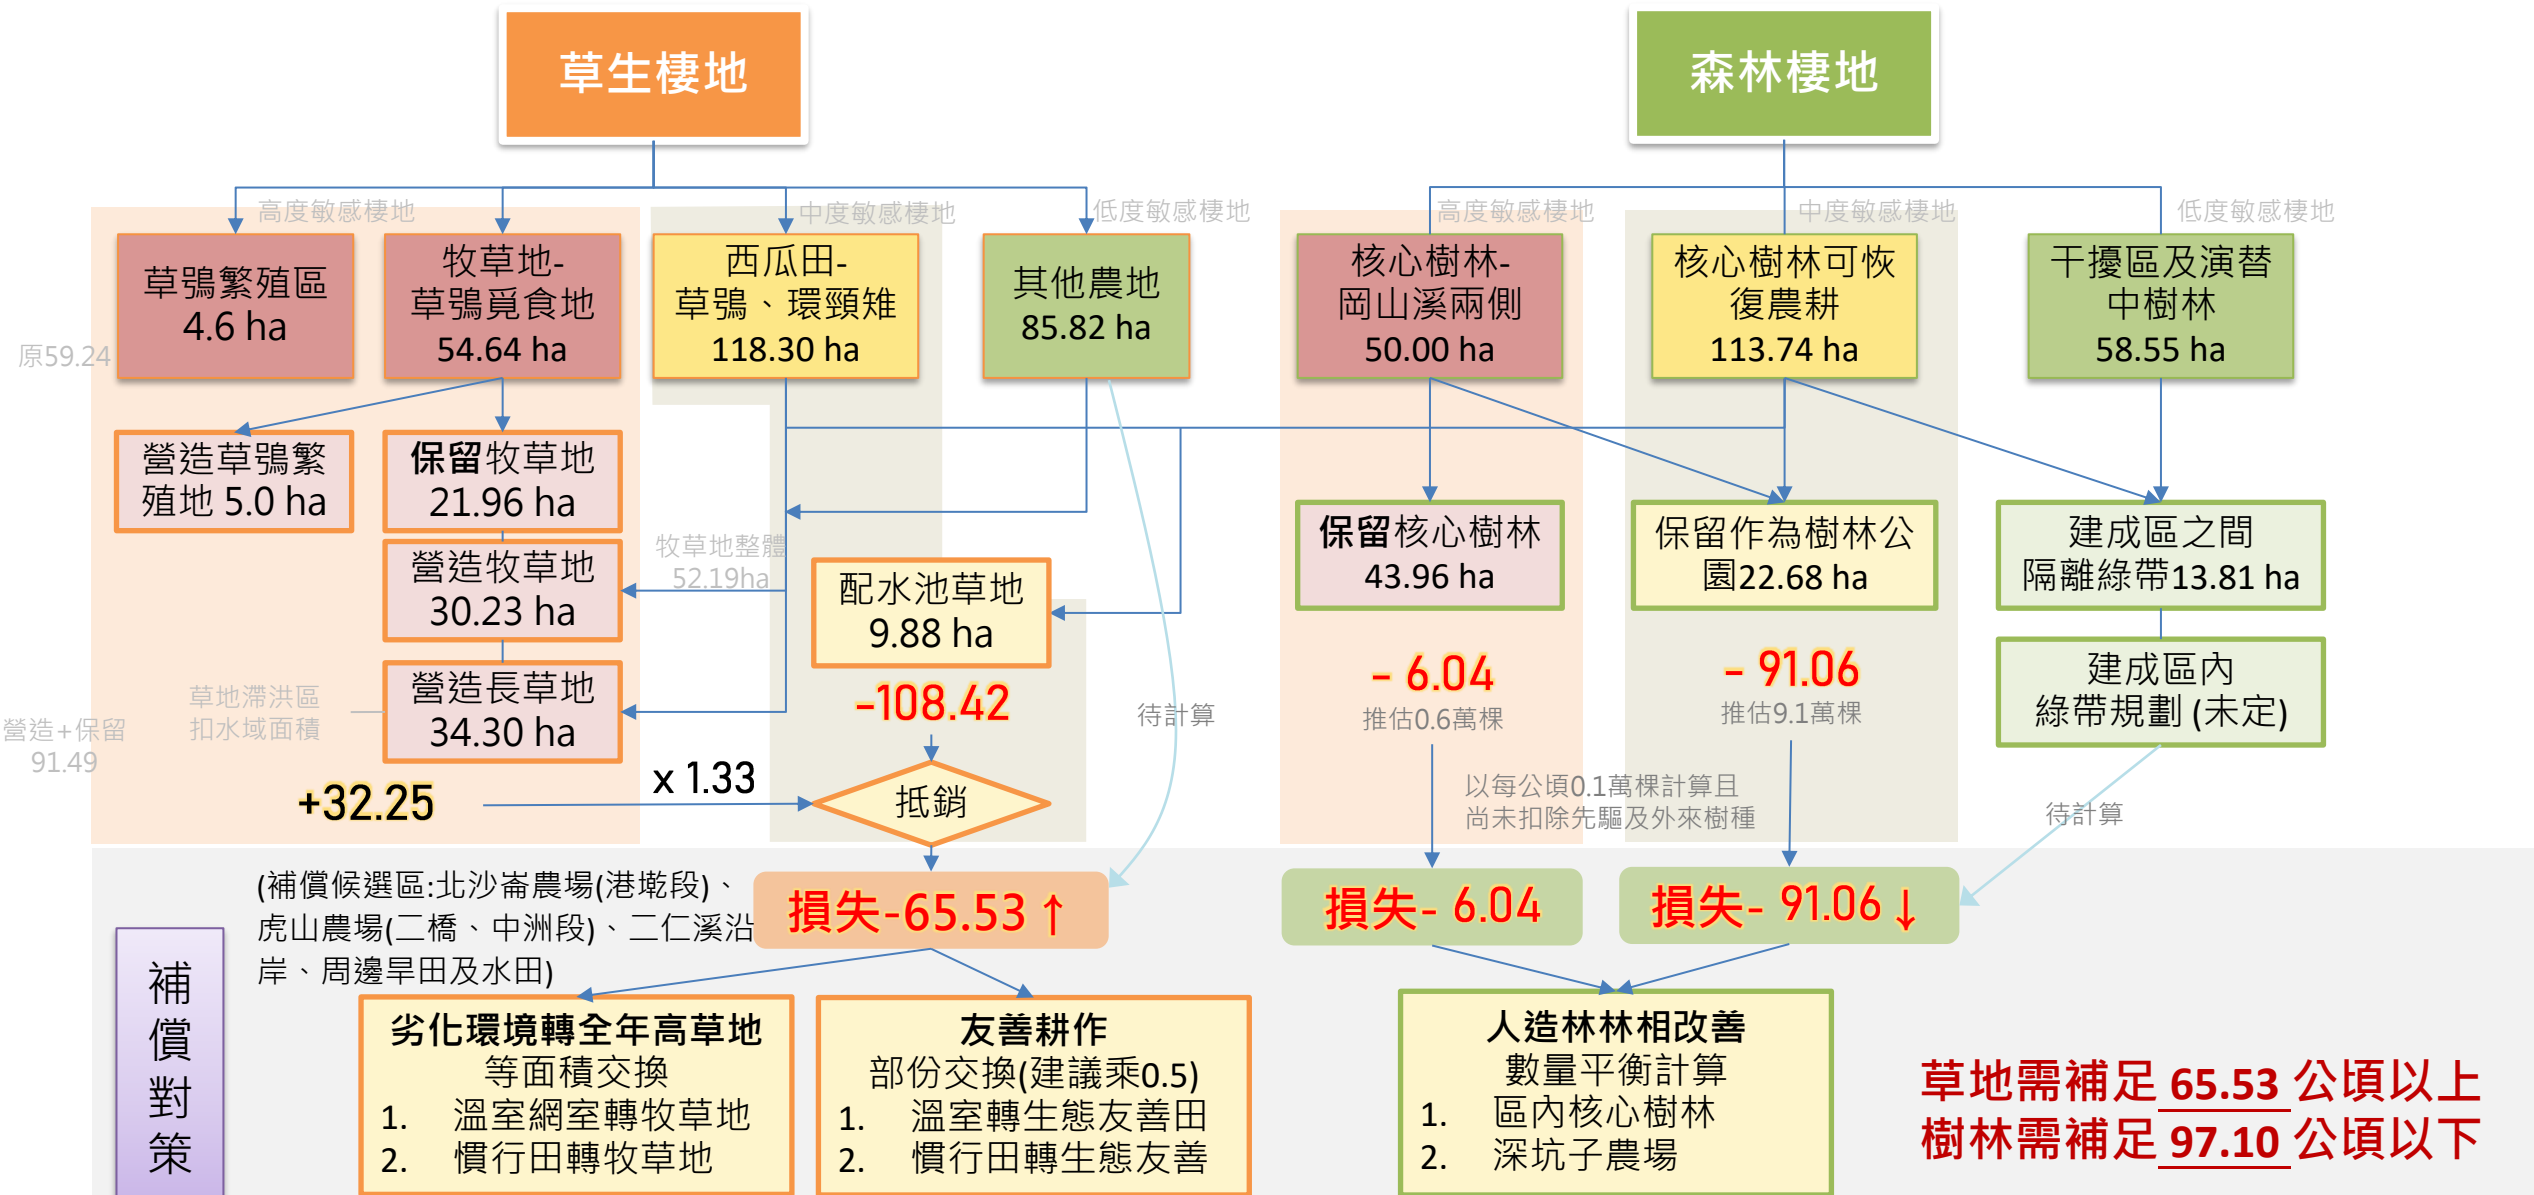 草生棲地
森林棲地
高度敏感棲地
中度敏感棲地
低度敏感棲地
高度敏感棲地
中度敏感棲地
低度敏感棲地
草鴞繁殖區
4.6 ha
牧草地-
草鴞覓食地
54.64 ha
西瓜田-
草鴞、環頸雉
118.30 ha
其他農地
85.82 ha
核心樹林-
岡山溪兩側
50.00 ha
核心樹林可恢
復農耕
113.74 ha
干擾區及演替
中樹林
58.55 ha
原59.24
營造草鴞繁
殖地 5.0 ha
保留牧草地
21.96 ha
營造牧草地
30.23 ha
牧草地整體
52.19ha
營造長草地
34.30 ha
草地滯洪區
扣水域面積
營造+保留
91.49
配水池草地
9.88 ha
-108.42
+32.25
x 1.33
抵銷
待計算
保留核心樹林
43.96 ha
- 6.04
推估0.6萬棵
保留作為樹林公
園22.68 ha
- 91.06
推估9.1萬棵
以每公頃0.1萬棵計算且
尚未扣除先驅及外來樹種
建成區之間
隔離綠帶13.81 ha
建成區內
綠帶規劃 (未定)
待計算
(補償候選區:北沙崙農場(港墘段)、
虎山農場(二橋、中洲段)、二仁溪沿
岸、周邊旱田及水田)
損失-65.53 ↑
損失- 6.04
損失- 91.06 ↓
補
償
對
策
劣化環境轉全年高草地
等面積交換
1. 溫室網室轉牧草地
2. 慣行田轉牧草地
友善耕作
部份交換(建議乘0.5)
1. 溫室轉生態友善田
2. 慣行田轉生態友善
人造林林相改善
數量平衡計算
1. 區內核心樹林
2. 深坑子農場
草地需補足 65.53 公頃以上
樹林需補足 97.10 公頃以下